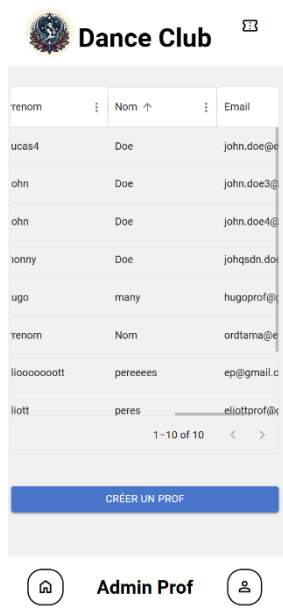 Dance Club
renom Nom Email
ucas4 Doe john.doe@e
ohn Doe john.doe3@
ohn Doe john.doe4@
onny Doe johqsdn.do
ugo many hugoprof@
renom Nom ordtama@e
liooooooott pereeees ep@gmail.c
liott peres eliottprof@
1–10 of 10
CRÉER UN PROF
Admin Prof